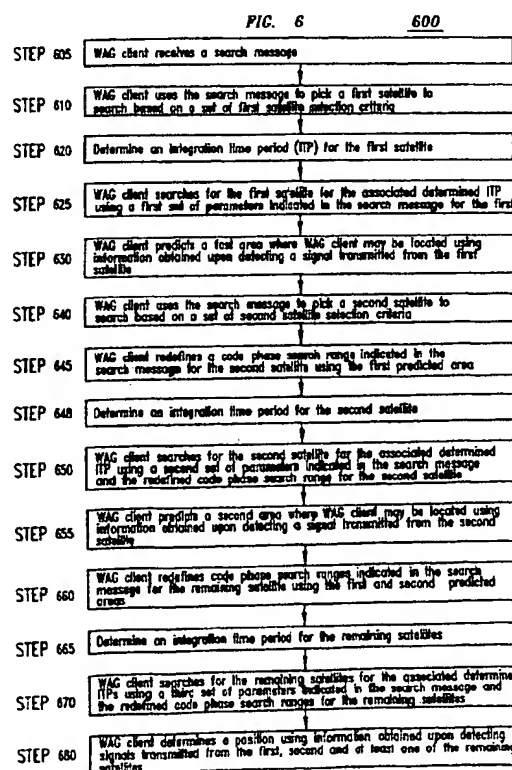 FIG. 6 600
STEP 605 WAG client receives a search message
STEP 610 WAG client uses the search message to pick a first satellite to
search based on a set of first satellite selection criteria
STEP 620 Determine an integration time period (ITP) for the first satellite
STEP 625 WAG client searches for the first satellite for the associated determined ITP
using a first set of parameters indicated in the search message for the first
STEP 630 WAG client predicts a fast area where WAG client may be located using
information obtained upon detecting a signal transmitted from the first
satellite
STEP 640 WAG client uses the search message to pick a second satellite to
search based on a set of second satellite selection criteria
STEP 645 WAG client redefines a code phase search range indicated in the
search message for the second satellite using the first predicted area
STEP 648 Determine an integration time period for the second satellite
STEP 650 WAG client searches for the second satellite for the associated determined
ITP using a second set of parameters indicated in the search message
and the redefined code phase search range for the second satellite
STEP 655 WAG client predicts a second area where WAG client may be located using
information obtained upon detecting a signal transmitted from the second
satellite
STEP 660 WAG client redefines code phase search ranges indicated in the search
message for the remaining satellite using the first and second predicted
areas
STEP 665 Determine an integration time period for the remaining satellites
STEP 670 WAG client searches for the remaining satellites for the associated determine
ITPs using a third set of parameters indicated in the search message and
the redefined code phase search ranges for the remaining satellites
STEP 680 WAG client determines a position using information obtained upon detecting
signals transmitted from the first, second and at least one of the remaining
satellites